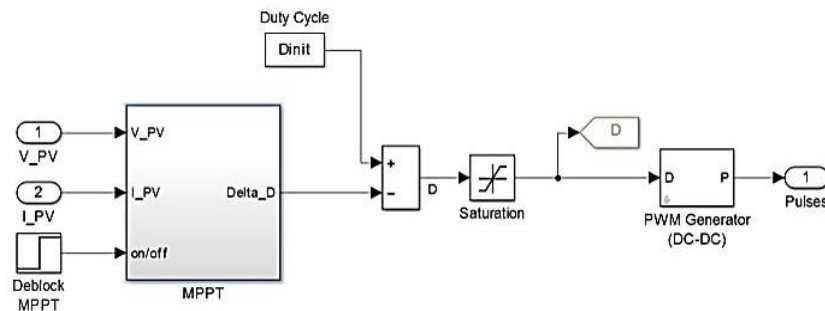 Duty Cycle
Dinit
1
V_PV
V_PV
2
I_PV
I_PV
Delta_D
on/off
Deblock
MPPT
MPPT
+
−
D
Saturation
D
D
P
PWM Generator
(DC-DC)
1
Pulses